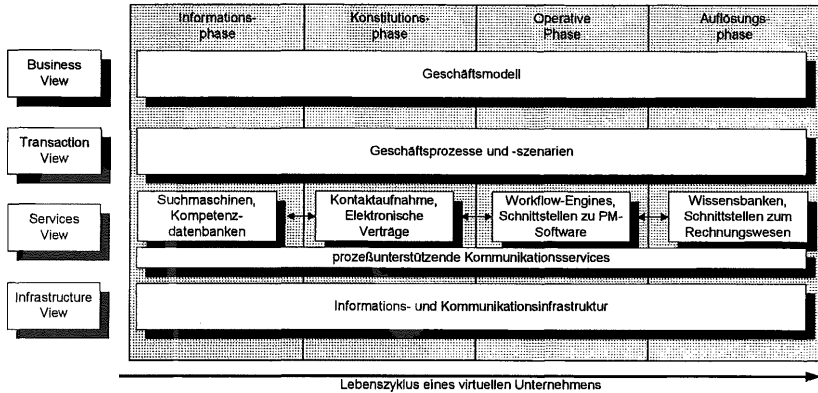 Informations-
phase
Konstitutions-
phase
Operative
Phase
Auflösungs-
phase
Business
View
Geschäftsmodell
Transaction
View
Geschäftsprozesse und -szenarien
Services
View
Suchmaschinen,
Kompetenz-
datenbanken
Kontaktaufnahme,
Elektronische
Verträge
Workflow-Engines,
Schnittstellen zu PM-
Software
Wissensbanken,
Schnittstellen zum
Rechnungswesen
prozeßunterstützende Kommunikationsservices
Infrastructure
View
Informations- und Kommunikationsinfrastruktur
Lebenszyklus eines virtuellen Unternehmens